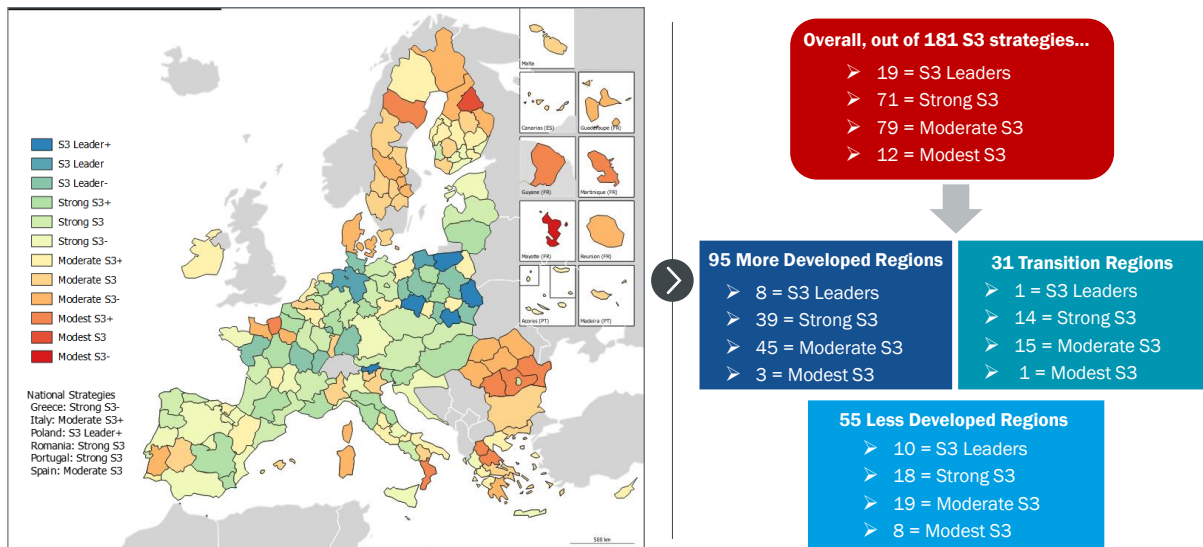 S3 Leader+
S3 Leader
S3 Leader-
Strong S3+
Strong S3
Strong S3-
Moderate S3+
Moderate S3
Moderate S3-
Modest S3+
Modest S3
Modest S3-
National Strategies
Greece: Strong S3-
Italy: Moderate S3+
Poland: S3 Leader+
Romania: Strong S3
Portugal: Strong S3
Spain: Moderate S3
Malta
Canarias (ES)
Guadeloupe (FR)
Guyane (FR)
Martinique (FR)
Mayotte (FR)
Reunion (FR)
Acores (PT)
Madeira (PT)
500 km
Overall, out of 181 S3 strategies...
➢ 19 = S3 Leaders
➢ 71 = Strong S3
➢ 79 = Moderate S3
➢ 12 = Modest S3
95 More Developed Regions
➢ 8 = S3 Leaders
➢ 39 = Strong S3
➢ 45 = Moderate S3
➢ 3 = Modest S3
31 Transition Regions
➢ 1 = S3 Leaders
➢ 14 = Strong S3
➢ 15 = Moderate S3
➢ 1 = Modest S3
55 Less Developed Regions
➢ 10 = S3 Leaders
➢ 18 = Strong S3
➢ 19 = Moderate S3
➢ 8 = Modest S3